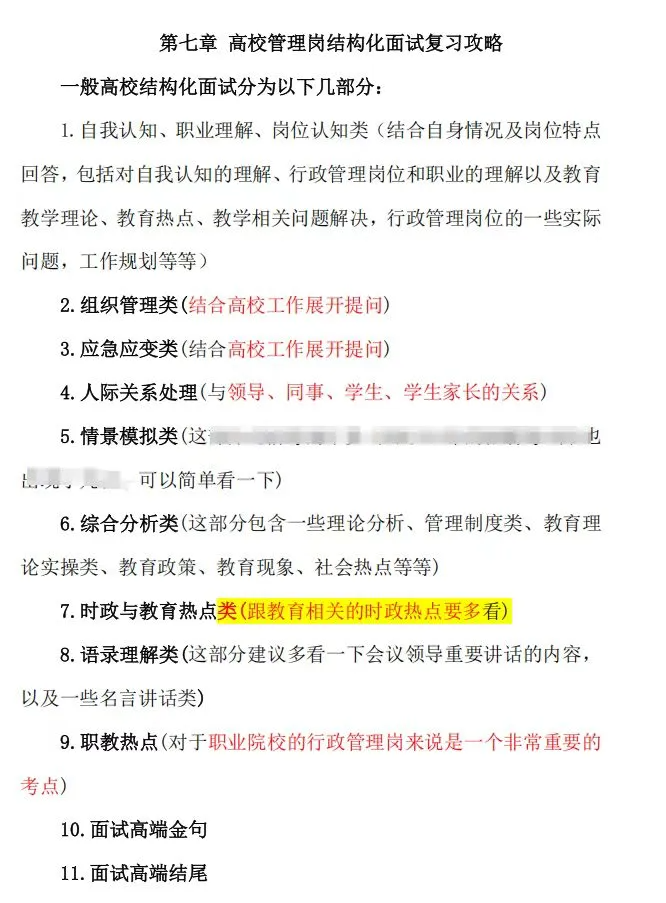 第七章 高校管理岗结构化面试复习攻略
一般高校结构化面试分为以下几部分：
1.自我认知、职业理解、岗位认知类（结合自身情况及岗位特点
回答，包括对自我认知的理解、行政管理岗位和职业的理解以及教育
教学理论、教育热点、教学相关问题解决，行政管理岗位的一些实际
问题，工作规划等等）
2.组织管理类(结合高校工作展开提问)
3.应急应变类(结合高校工作展开提问)
4.人际关系处理(与领导、同事、学生、学生家长的关系)
5.情景模拟类(这 也
出现 可以简单看一下)
6.综合分析类(这部分包含一些理论分析、管理制度类、教育理
论实操类、教育政策、教育现象、社会热点等等)
7.时政与教育热点类(跟教育相关的时政热点要多看)
8.语录理解类(这部分建议多看一下会议领导重要讲话的内容，
以及一些名言讲话类)
9.职教热点(对于职业院校的行政管理岗来说是一个非常重要的
考点)
10.面试高端金句
11.面试高端结尾